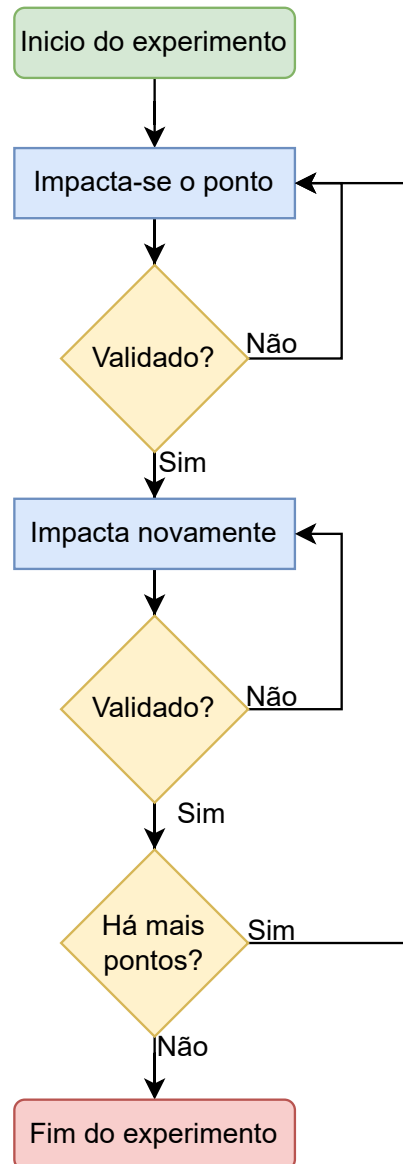 Inicio do experimento
Impacta-se o ponto
Validado?
Não
Sim
Impacta novamente
Validado?
Não
Sim
Há mais
pontos?
Sim
Não
Fim do experimento